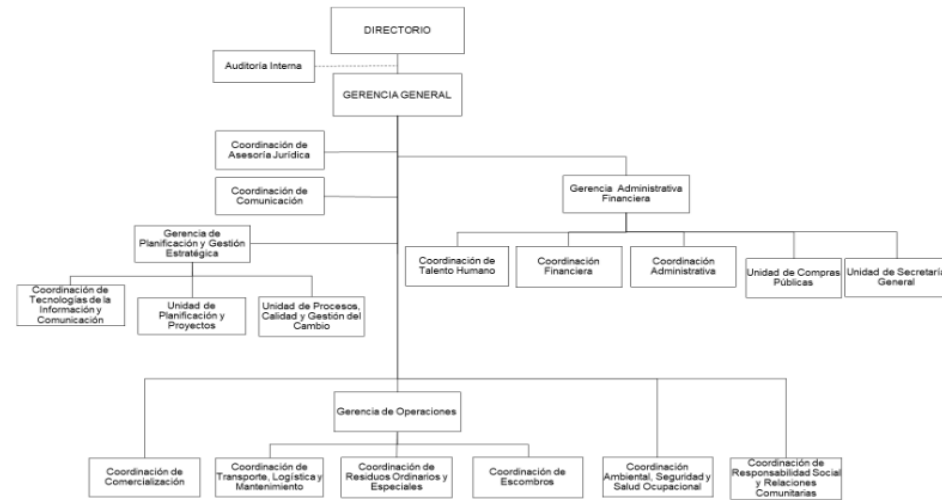 DIRECTORIO
Auditoría Interna
GERENCIA GENERAL
Coordinación de
Asesoría Jurídica
Coordinación de
Comunicación
Gerencia Administrativa
Financiera
Gerencia de
Planificación y Gestión
Estratégica
Coordinación de
Talento Humano
Coordinación
Financiera
Coordinación
Administrativa
Unidad de Compras
Públicas
Unidad de Secretaría
General
Coordinación de
Tecnologías de la
Información y
Comunicación
Unidad de
Planificación y
Proyectos
Unidad de Procesos,
Calidad y Gestión del
Cambio
Gerencia de Operaciones
Coordinación de
Comercialización
Coordinación de
Transporte, Logística y
Mantenimiento
Coordinación de
Residuos Ordinarios y
Especiales
Coordinación de
Escombros
Coordinación
Ambiental, Seguridad y
Salud Ocupacional
Coordinación de
Responsabilidad Social
y Relaciones
Comunitarias